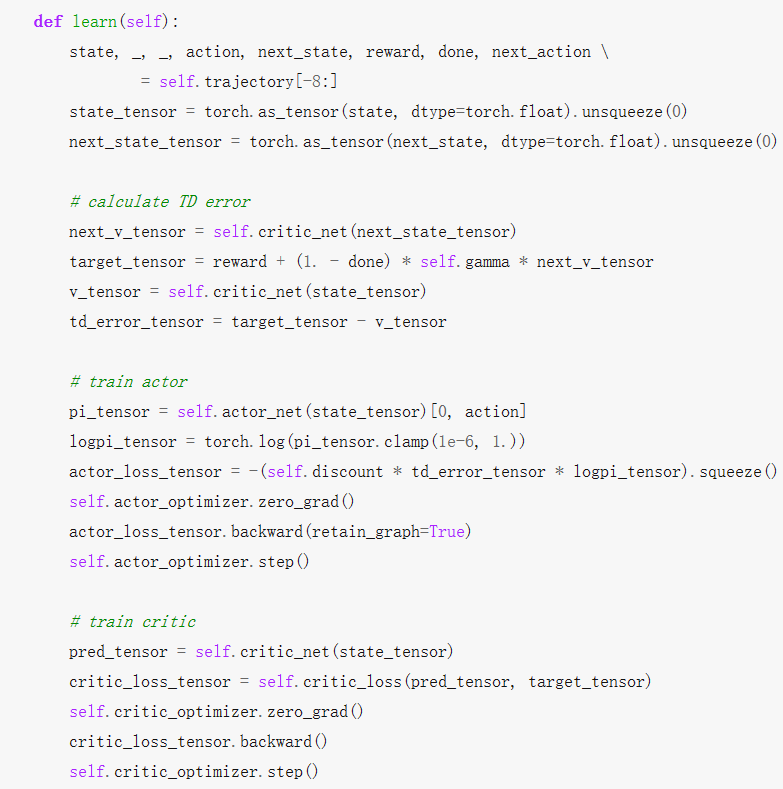 def learn(self):
    state, _, _, action, next_state, reward, done, next_action \
            = self.trajectory[-8:]
    state_tensor = torch.as_tensor(state, dtype=torch.float).unsqueeze(0)
    next_state_tensor = torch.as_tensor(next_state, dtype=torch.float).unsqueeze(0)

    # calculate TD error
    next_v_tensor = self.critic_net(next_state_tensor)
    target_tensor = reward + (1. - done) * self.gamma * next_v_tensor
    v_tensor = self.critic_net(state_tensor)
    td_error_tensor = target_tensor - v_tensor

    # train actor
    pi_tensor = self.actor_net(state_tensor)[0, action]
    logpi_tensor = torch.log(pi_tensor.clamp(1e-6, 1.))
    actor_loss_tensor = -(self.discount * td_error_tensor * logpi_tensor).squeeze()
    self.actor_optimizer.zero_grad()
    actor_loss_tensor.backward(retain_graph=True)
    self.actor_optimizer.step()

    # train critic
    pred_tensor = self.critic_net(state_tensor)
    critic_loss_tensor = self.critic_loss(pred_tensor, target_tensor)
    self.critic_optimizer.zero_grad()
    critic_loss_tensor.backward()
    self.critic_optimizer.step()